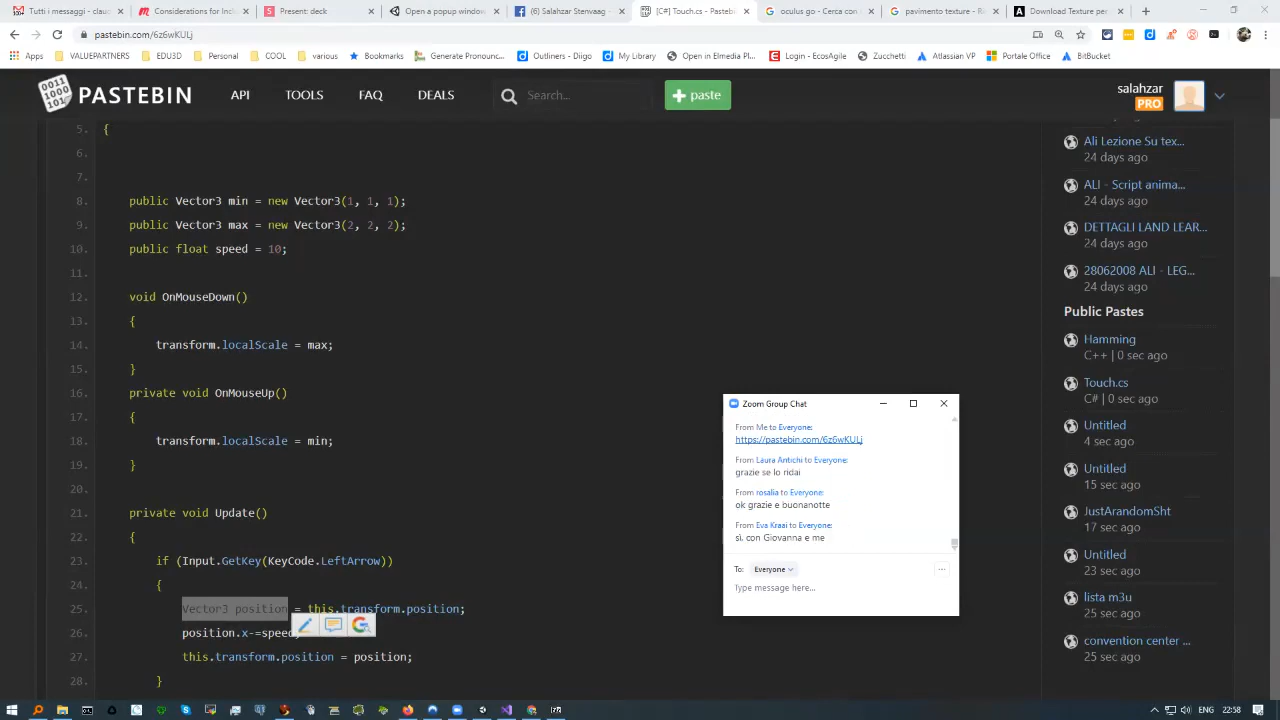 Tutti i messaggi - clau
Considerations for Inclu
Present: deck
Open a popup window
(6) Salahzar Stenvaag -
[C#] Touch.cs - Pastebin
oculus go - Cerca con
pavimento texture - Ri
Download Texture per
pastebin.com/6z6wKULj
Apps
VALUEPARTNERS
EDU3D
Personal
COOL
various
Bookmarks
Generate Pronounc...
Outliners - Diigo
My Library
Open in Elmedia Pl...
Login - EcosAgile
Zucchetti
Atlassian VP
Portale Office
BitBucket
0011
1000
101
PASTEBIN
API
TOOLS
FAQ
DEALS
Search...
+ paste
salahzar
PRO
5. {
6.
7.
8. public Vector3 min = new Vector3(1, 1, 1);
9. public Vector3 max = new Vector3(2, 2, 2);
10. public float speed = 10;
11.
12. void OnMouseDown()
13. {
14. transform.localScale = max;
15. }
16. private void OnMouseUp()
17. {
18. transform.localScale = min;
19. }
20.
21. private void Update()
22. {
23. if (Input.GetKey(KeyCode.LeftArrow))
24. {
25. Vector3 position = this.transform.position;
26. position.x-=speed
27. this.transform.position = position;
28. }
Ali Lezione Su tex...
24 days ago
ALI - Script anima...
24 days ago
DETTAGLI LAND LEAR...
24 days ago
28062008 ALI - LEG...
24 days ago
Public Pastes
Hamming
C++ | 0 sec ago
Touch.cs
C# | 0 sec ago
Untitled
4 sec ago
Untitled
15 sec ago
JustArandomSht
17 sec ago
Untitled
23 sec ago
lista m3u
25 sec ago
convention center ...
25 sec ago
Zoom Group Chat
From Me to Everyone:
https://pastebin.com/6z6wKULj
From Laura Antichi to Everyone:
grazie se lo ridai
From rosalia to Everyone:
ok grazie e buonanotte
From Eva Kraai to Everyone:
sì, con Giovanna e me
To: Everyone
Type message here...
ENG
22:58